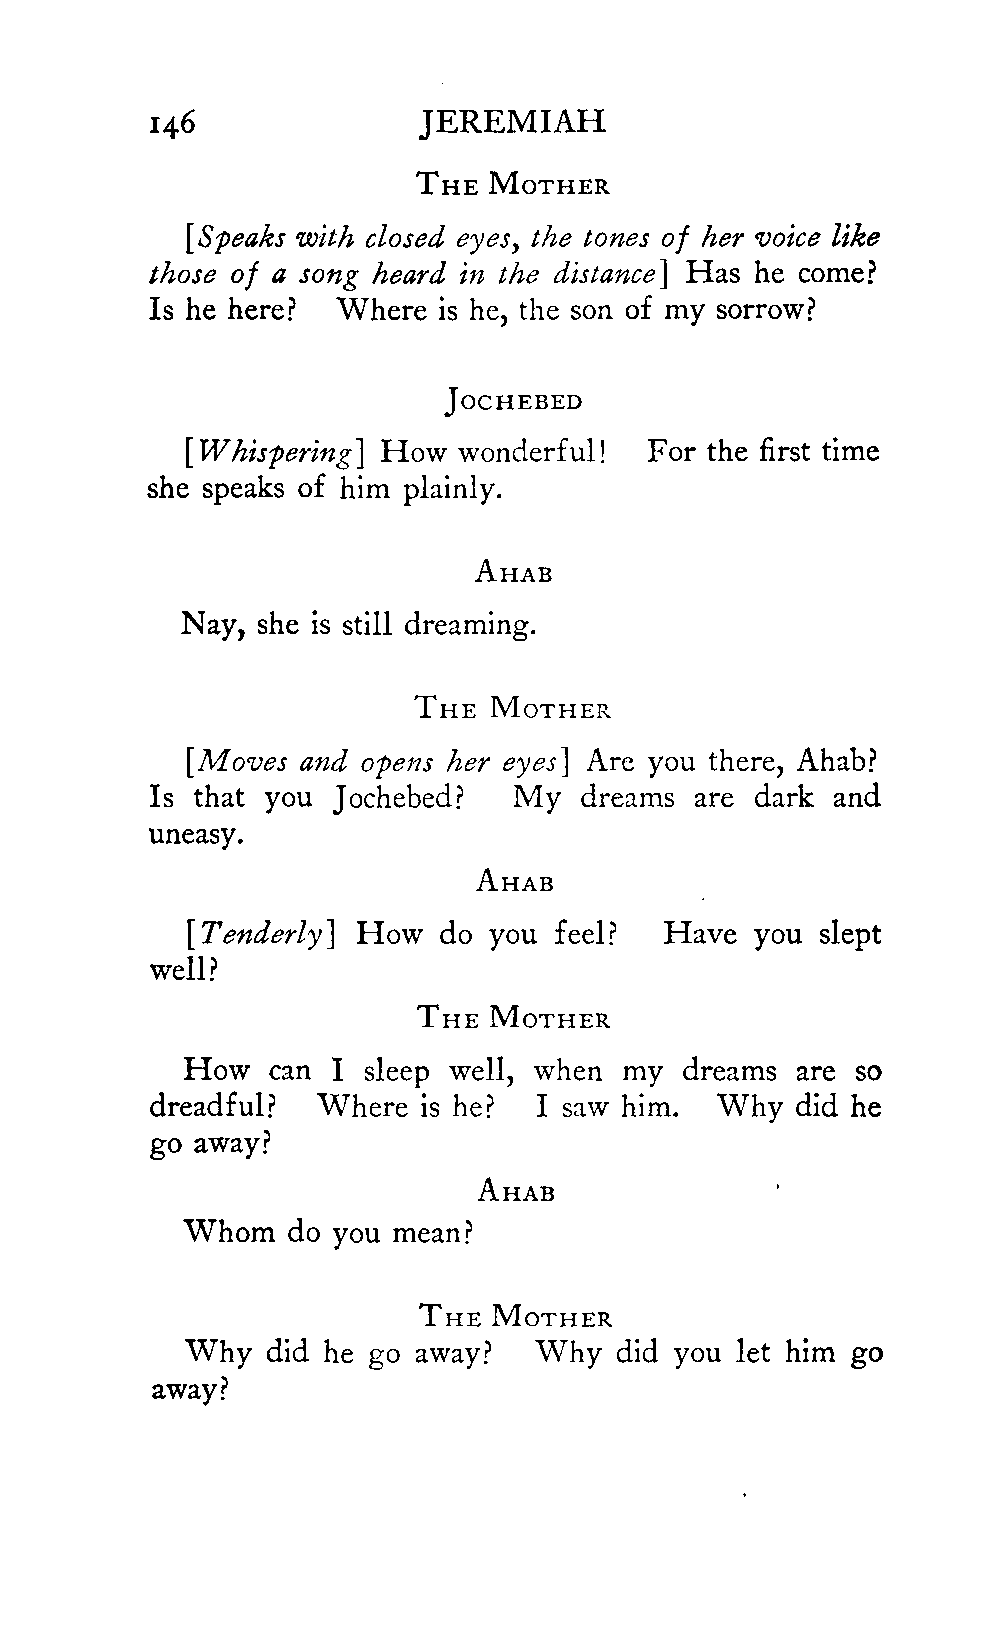 146 JEREMIAH
THE MOTHER
[Speaks with closed eyes, the tones of her voice like
those of a song heard in the distance] Has he come?
Is he here? Where is he, the son of my sorrow?
JOCHEBED
[Whispering] How wonderful! For the first time
she speaks of him plainly.
AHAB
Nay, she is still dreaming.
THE MOTHER
[Moves and opens her eyes] Are you there, Ahab?
Is that you Jochebed? My dreams are dark and
uneasy.
AHAB
[Tenderly] How do you feel? Have you slept
well?
THE MOTHER
How can I sleep well, when my dreams are so
dreadful? Where is he? I saw him. Why did he
go away?
AHAB
Whom do you mean?
THE MOTHER
Why did he go away? Why did you let him go
away?